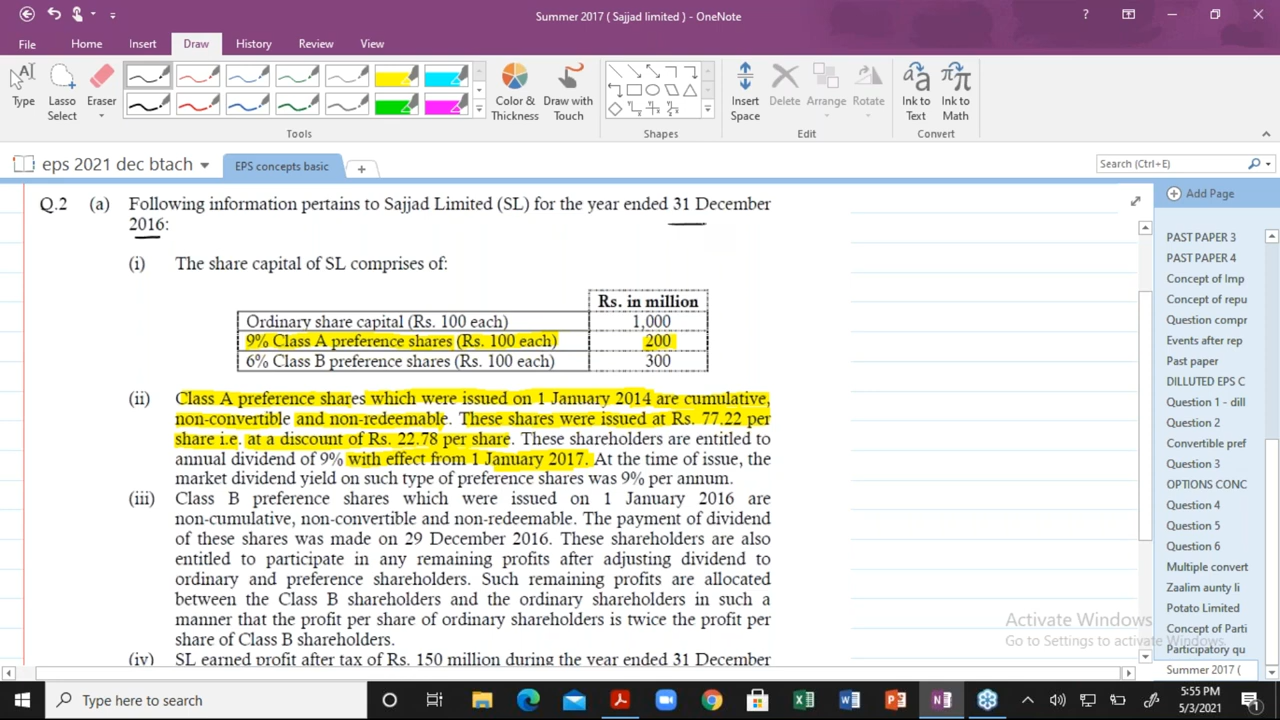 Summer 2017 ( Sajjad limited ) - OneNote
File Home Insert Draw History Review View
Type
Lasso Select
Eraser
Color & Thickness
Draw with Touch
Insert Space
Delete
Arrange
Rotate
Ink to Text
Ink to Math
Tools
Shapes
Edit
Convert
eps 2021 dec btach
EPS concepts basic
Search (Ctrl+E)
Add Page
Q.2 (a) Following information pertains to Sajjad Limited (SL) for the year ended 31 December
2016:
(i) The share capital of SL comprises of:
Rs. in million
Ordinary share capital (Rs. 100 each) 1,000
9% Class A preference shares (Rs. 100 each) 200
6% Class B preference shares (Rs. 100 each) 300
(ii) Class A preference shares which were issued on 1 January 2014 are cumulative,
non-convertible and non-redeemable. These shares were issued at Rs. 77.22 per
share i.e. at a discount of Rs. 22.78 per share. These shareholders are entitled to
annual dividend of 9% with effect from 1 January 2017. At the time of issue, the
market dividend yield on such type of preference shares was 9% per annum.
(iii) Class B preference shares which were issued on 1 January 2016 are
non-cumulative, non-convertible and non-redeemable. The payment of dividend
of these shares was made on 29 December 2016. These shareholders are also
entitled to participate in any remaining profits after adjusting dividend to
ordinary and preference shareholders. Such remaining profits are allocated
between the Class B shareholders and the ordinary shareholders in such a
manner that the profit per share of ordinary shareholders is twice the profit per
share of Class B shareholders.
(iv) SL earned profit after tax of Rs. 150 million during the year ended 31 December
PAST PAPER 3
PAST PAPER 4
Concept of Imp
Concept of repu
Question compr
Events after rep
Past paper
DILLUTED EPS C
Question 1 - dill
Question 2
Convertible pref
Question 3
OPTIONS CONC
Question 4
Question 5
Question 6
Multiple convert
Zaalim aunty li
Potato Limited
Concept of Parti
Participatory qu
Summer 2017 (
Activate Windows
Go to Settings to activate Windows.
Type here to search
5:55 PM
5/3/2021